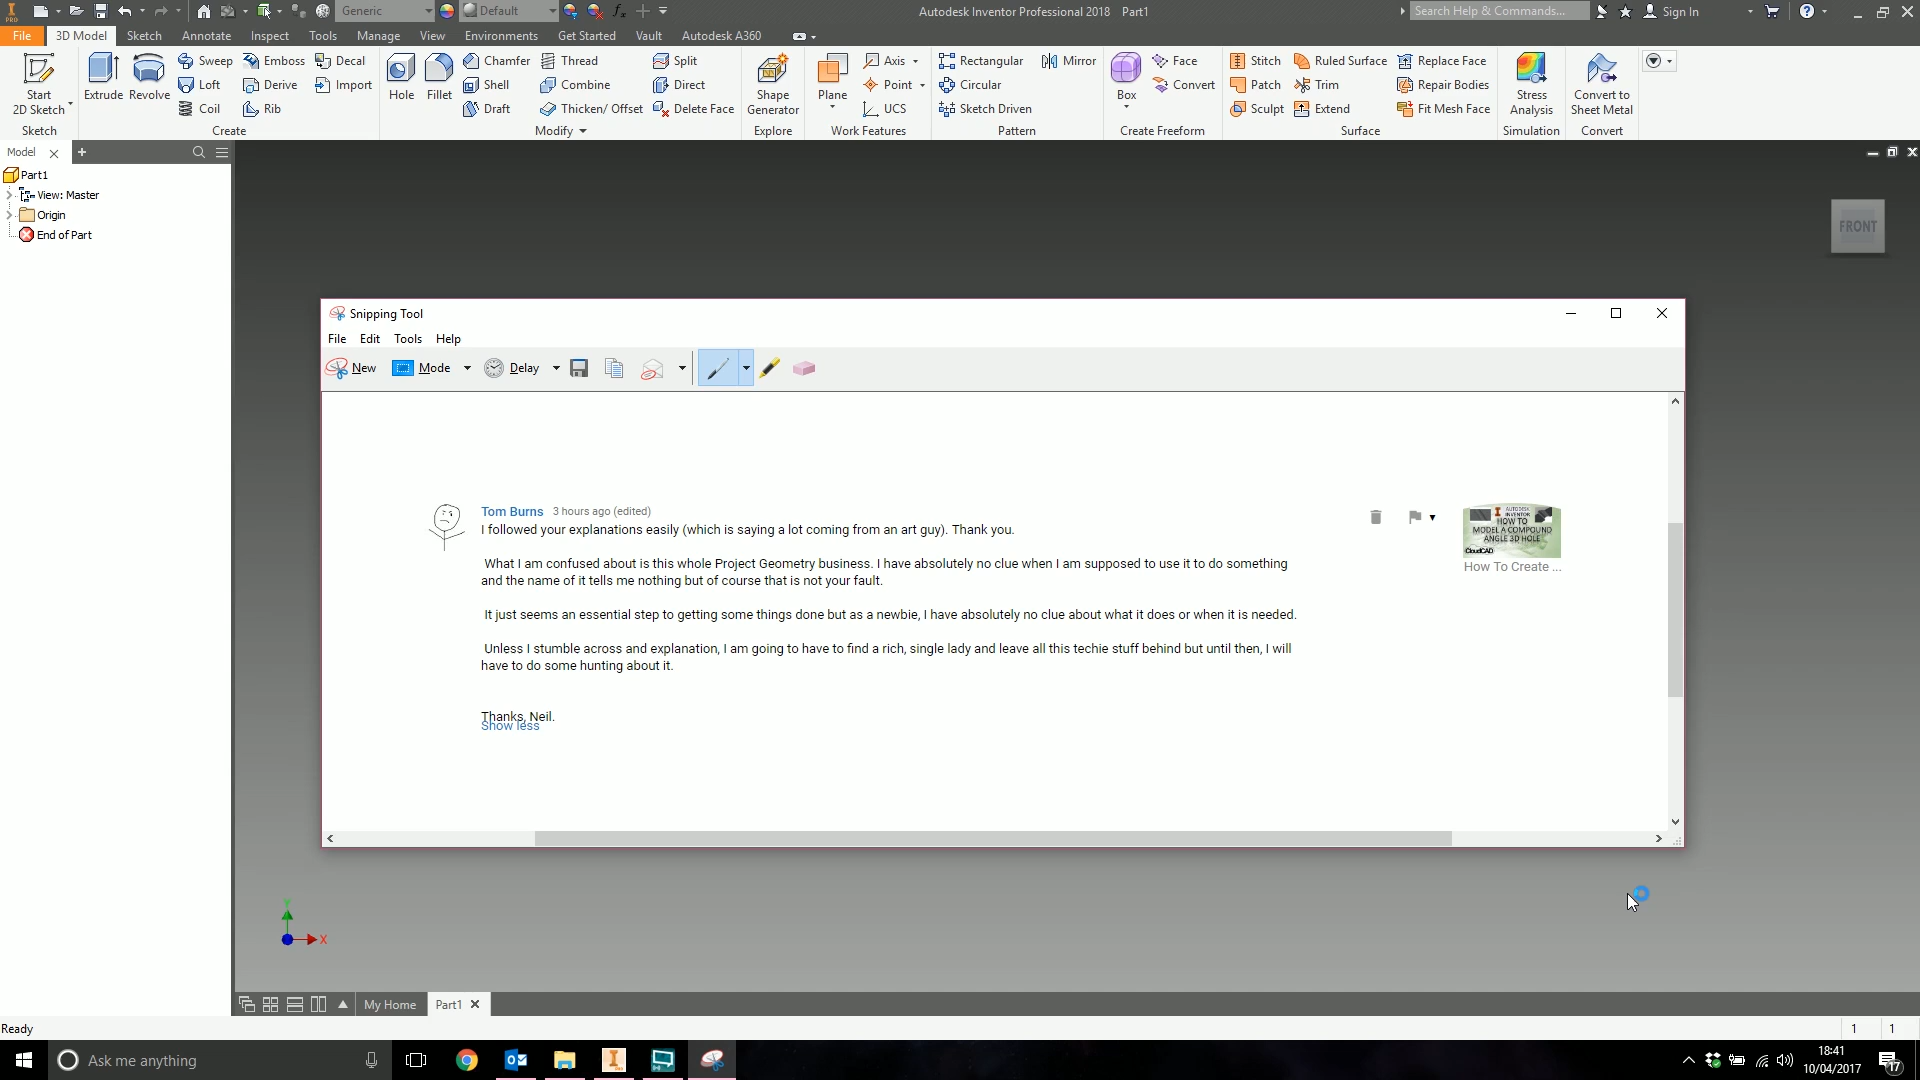 PRO
Generic
Default
Autodesk Inventor Professional 2018 Part1
Search Help & Commands...
Sign In
File
3D Model
Sketch
Annotate
Inspect
Tools
Manage
View
Environments
Get Started
Vault
Autodesk A360
Start
2D Sketch
Sketch
Extrude
Revolve
Sweep
Emboss
Decal
Loft
Derive
Import
Coil
Rib
Create
Hole
Fillet
Chamfer
Thread
Split
Shell
Combine
Direct
Draft
Thicken/ Offset
Delete Face
Modify
Shape
Generator
Explore
Plane
Axis
Point
UCS
Work Features
Rectangular
Mirror
Circular
Sketch Driven
Pattern
Box
Face
Convert
Create Freeform
Stitch
Ruled Surface
Replace Face
Patch
Trim
Repair Bodies
Sculpt
Extend
Fit Mesh Face
Surface
Stress
Analysis
Simulation
Convert to
Sheet Metal
Convert
Model
Part1
View: Master
Origin
End of Part
FRONT
Snipping Tool
File Edit Tools Help
New
Mode
Delay
Tom Burns 3 hours ago (edited)
I followed your explanations easily (which is saying a lot coming from an art guy). Thank you.
What I am confused about is this whole Project Geometry business. I have absolutely no clue when I am supposed to use it to do something
and the name of it tells me nothing but of course that is not your fault.
It just seems an essential step to getting some things done but as a newbie, I have absolutely no clue about what it does or when it is needed.
Unless I stumble across and explanation, I am going to have to find a rich, single lady and leave all this techie stuff behind but until then, I will
have to do some hunting about it.
Thanks, Neil.
Show less
AUTODESK
INVENTOR
HOW TO
MODEL A COMPOUND
ANGLE 3D HOLE
CloudCAD
How To Create ...
Y
X
My Home
Part1
Ready
1
1
Ask me anything
18:41
10/04/2017
17